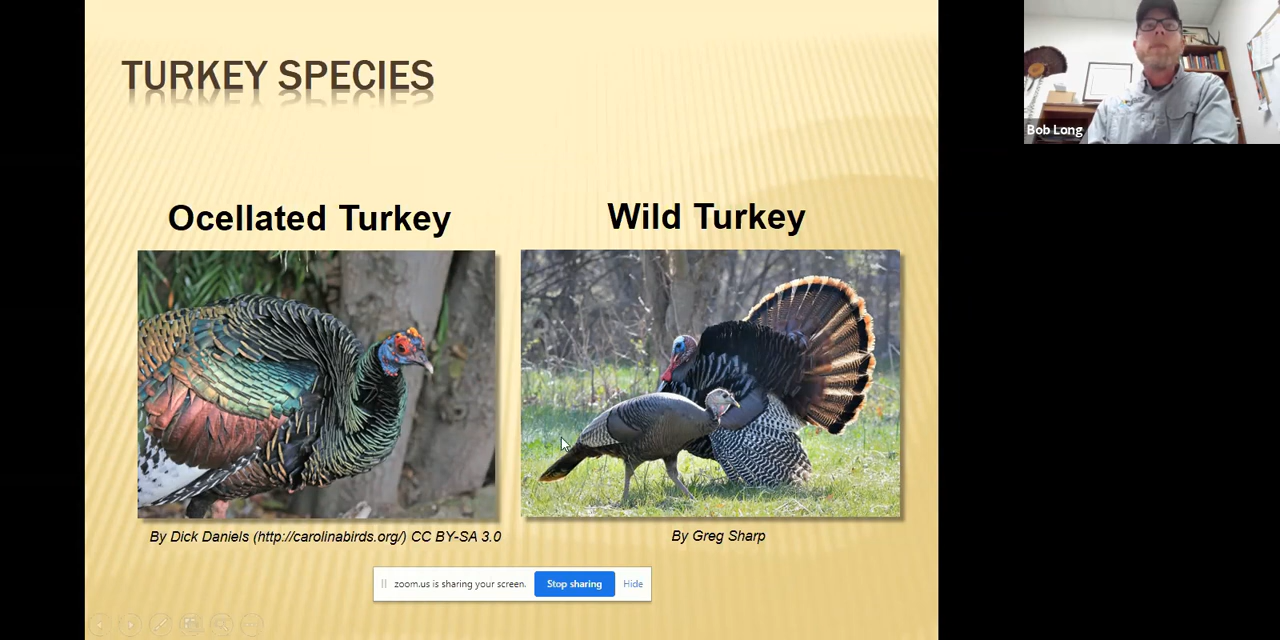 TURKEY SPECIES
Ocellated Turkey
Wild Turkey
By Dick Daniels (http://carolinabirds.org/) CC BY-SA 3.0
By Greg Sharp
zoom.us is sharing your screen.
Stop sharing
Hide
Bob Long